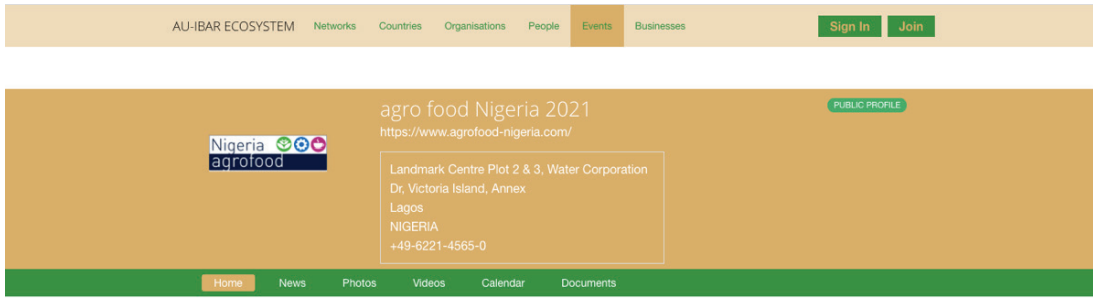 AU-IBAR ECOSYSTEM Networks Countries Organisations People Events Businesses Sign In Join
agro food Nigeria 2021
PUBLIC PROFILE
https://www.agrofood-nigeria.com/
Nigeria
agrofood
Landmark Centre Plot 2 & 3, Water Corporation
Dr, Victoria Island, Annex
Lagos
NIGERIA
+49-6221-4565-0
Home News Photos Videos Calendar Documents